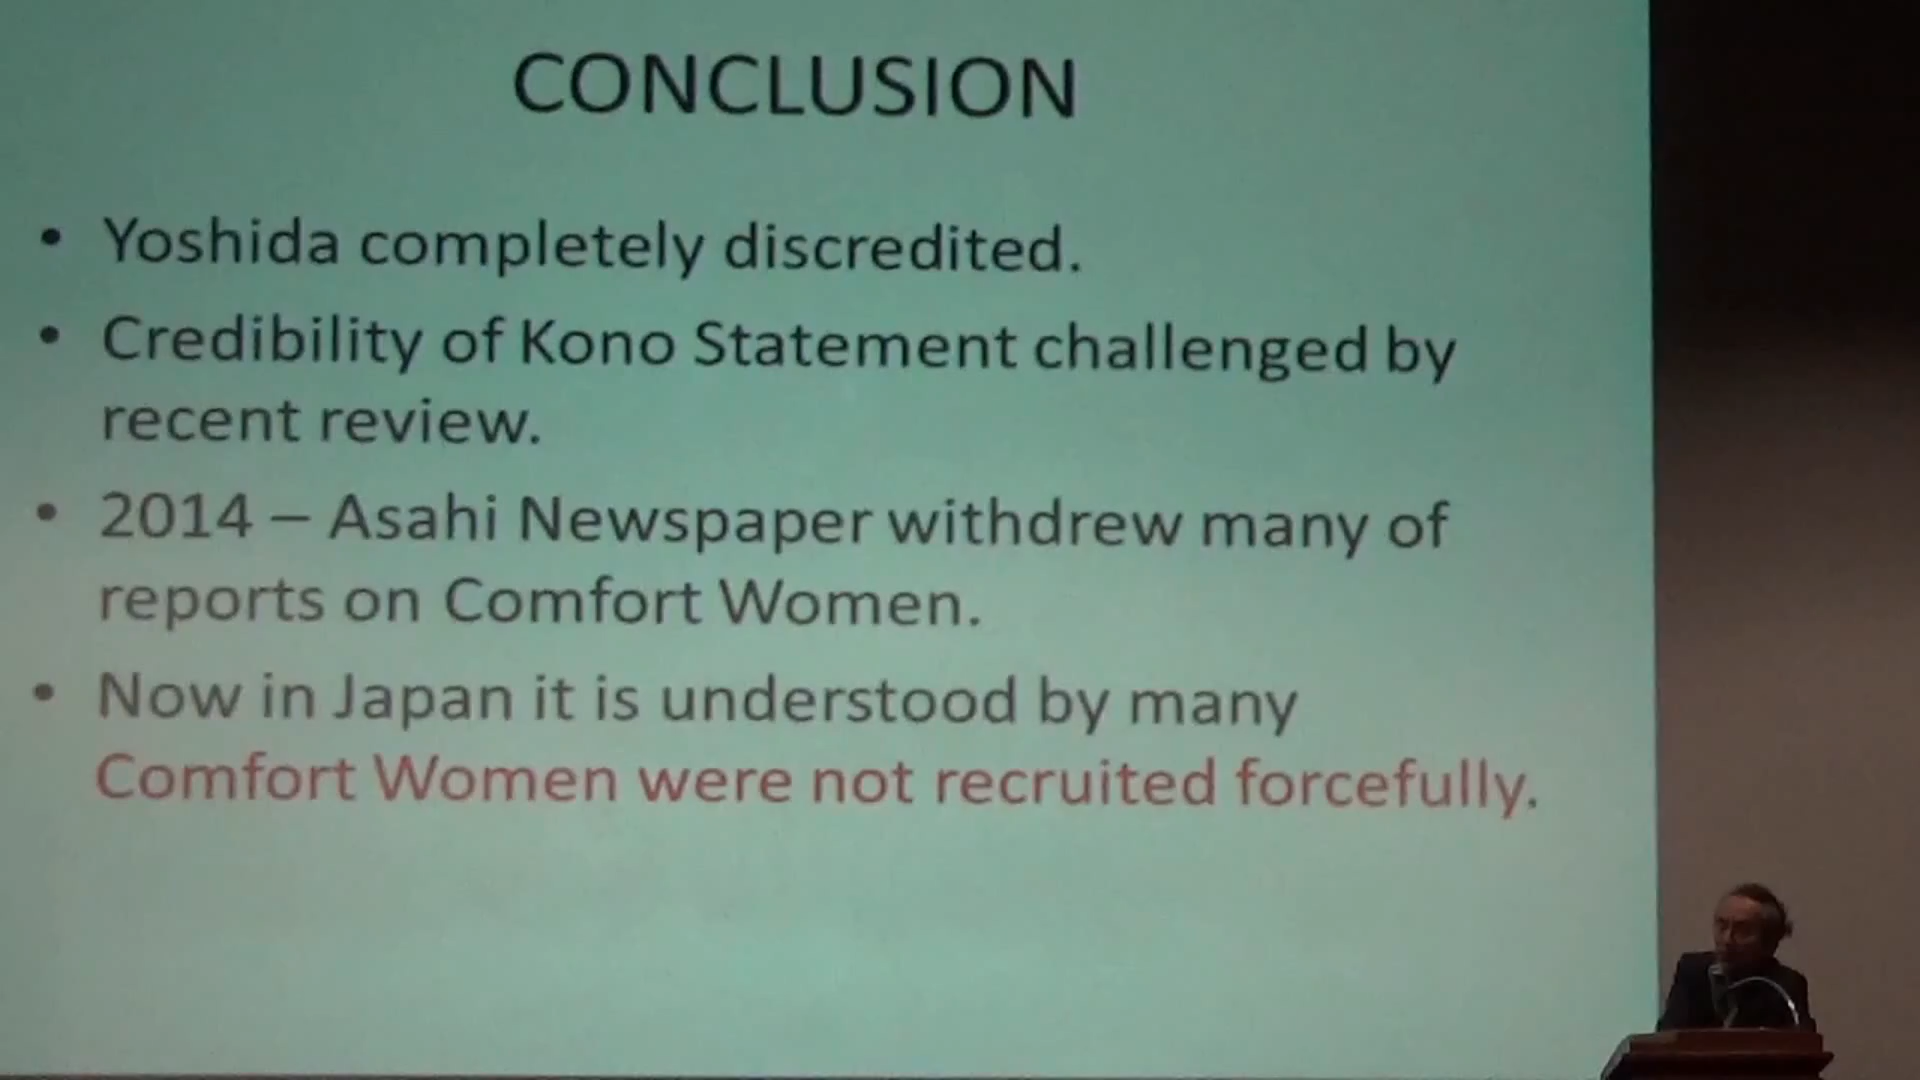 CONCLUSION
• Yoshida completely discredited.
• Credibility of Kono Statement challenged by
recent review.
• 2014 – Asahi Newspaper withdrew many of
reports on Comfort Women.
• Now in Japan it is understood by many
Comfort Women were not recruited forcefully.